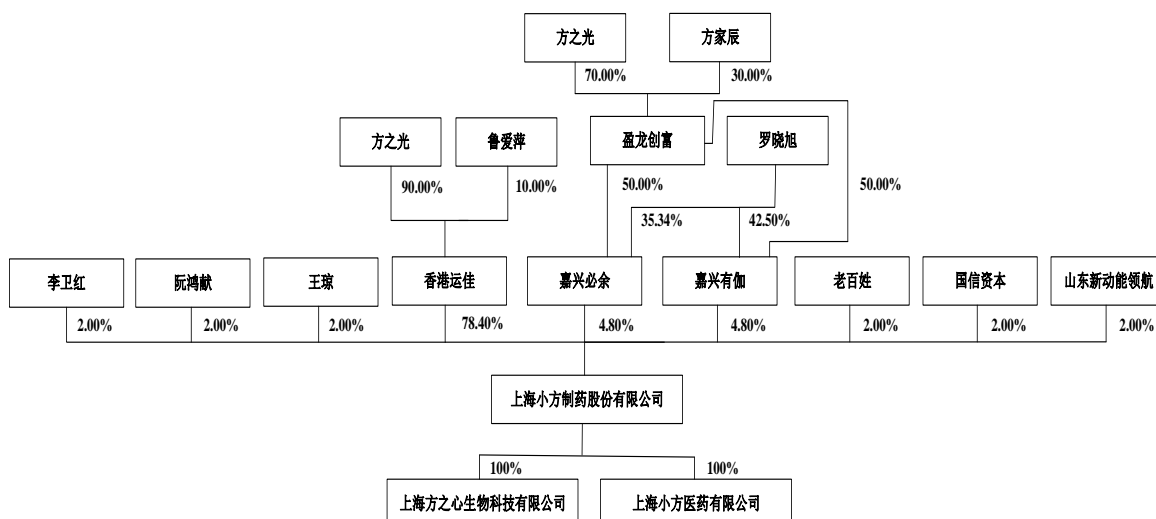 方之光
方家辰
70.00%
30.00%
方之光
鲁爱萍
盈龙创富
罗晓旭
90.00%
10.00%
50.00%
50.00%
35.34%
42.50%
李卫红
阮鸿献
王琼
香港运佳
嘉兴必余
嘉兴有伽
老百姓
国信资本
山东新动能领航
2.00%
2.00%
2.00%
78.40%
4.80%
4.80%
2.00%
2.00%
2.00%
上海小方制药股份有限公司
100%
100%
上海方之心生物科技有限公司
上海小方医药有限公司